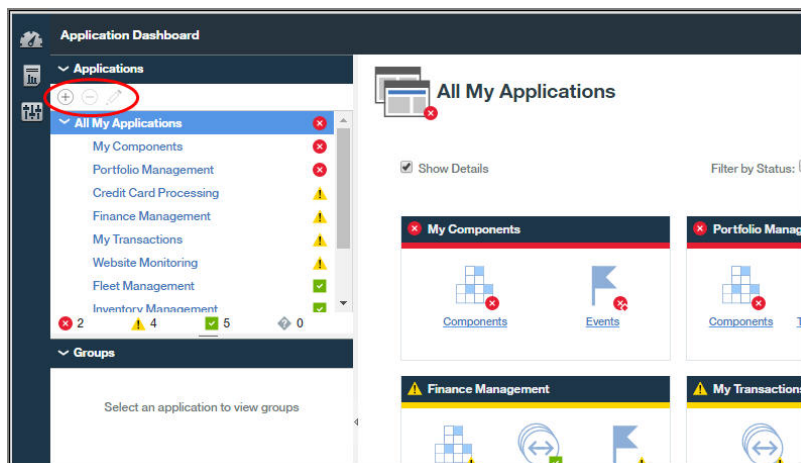 Application Dashboard
Applications
All My Applications
My Components
Portfolio Management
Credit Card Processing
Finance Management
My Transactions
Website Monitoring
Fleet Management
Inventory Management
2 4 5 0
Groups
Select an application to view groups
All My Applications
Show Details
Filter by Status:
My Components
Components
Events
Portfolio Manag
Components
Finance Management
My Transactions